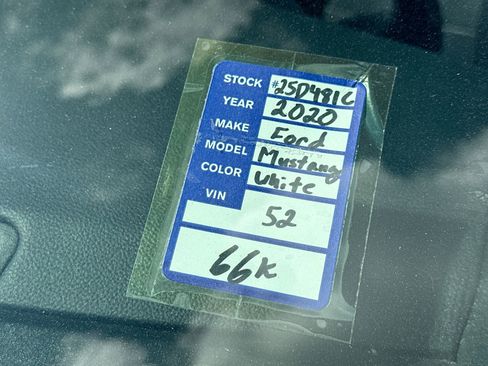 STOCK #25D481C
YEAR 2020
MAKE Ford
MODEL Mustang
COLOR White
VIN
52
66K